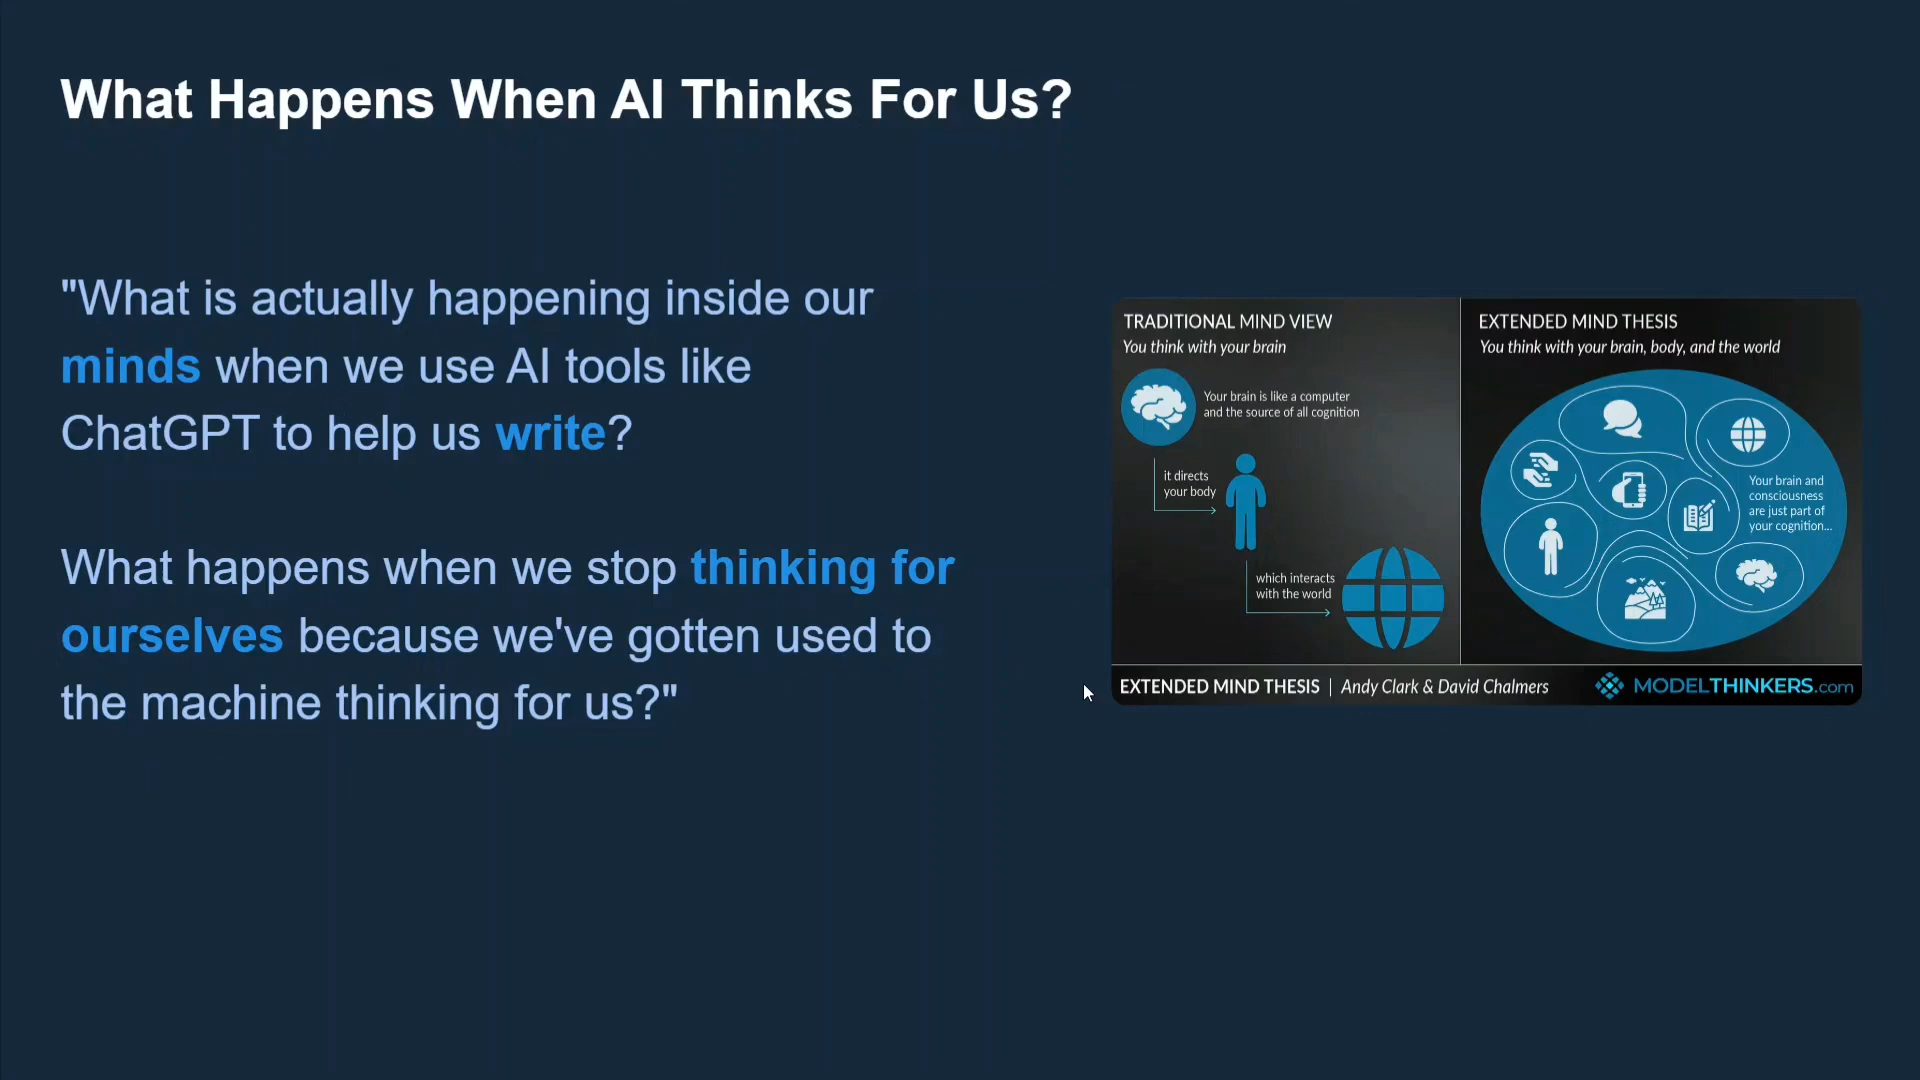 What Happens When AI Thinks For Us?
"What is actually happening inside our
minds when we use AI tools like
ChatGPT to help us write?
What happens when we stop thinking for
ourselves because we've gotten used to
the machine thinking for us?"
TRADITIONAL MIND VIEW
You think with your brain
Your brain is like a computer
and the source of all cognition
it directs
your body
which interacts
with the world
EXTENDED MIND THESIS
You think with your brain, body, and the world
Your brain and
consciousness
are just part of
your cognition...
EXTENDED MIND THESIS | Andy Clark & David Chalmers
MODELTHINKERS.com